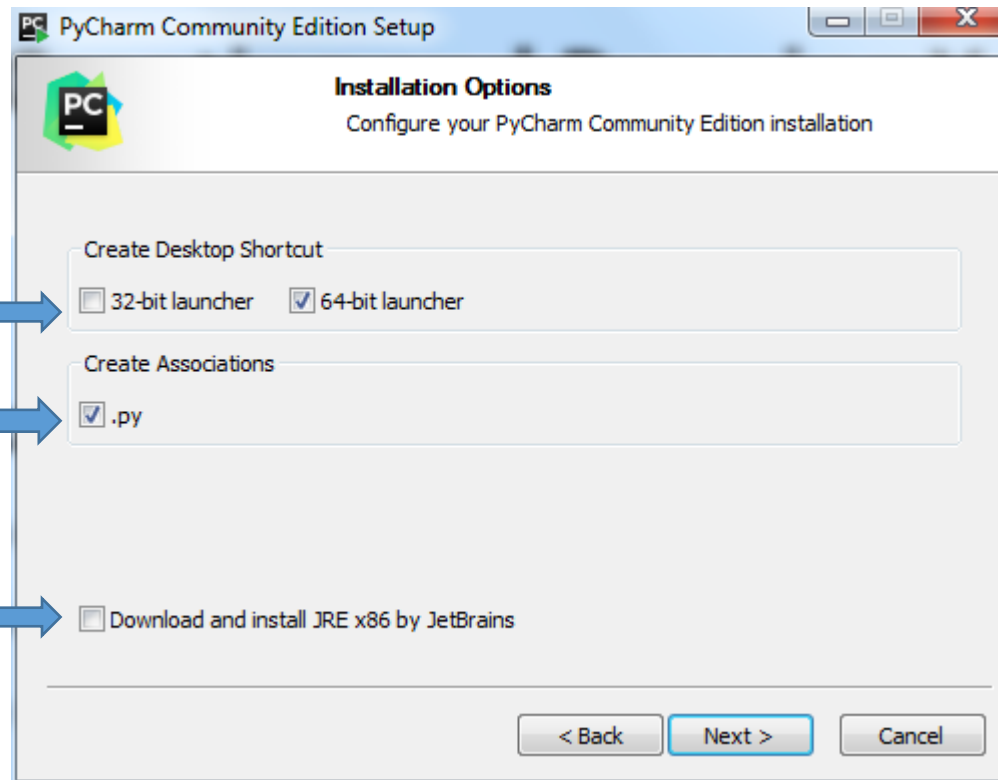 PC PyCharm Community Edition Setup
PC
Installation Options
Configure your PyCharm Community Edition installation
Create Desktop Shortcut
32-bit launcher 64-bit launcher
Create Associations
.py
Download and install JRE x86 by JetBrains
< Back Next > Cancel